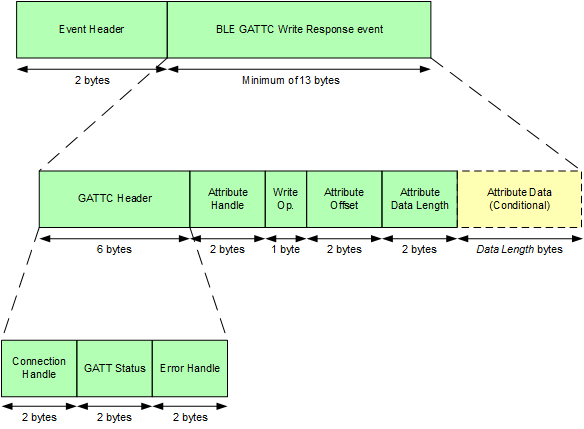 Event Header
BLE GATTC Write Response event
2 bytes
Minimum of 13 bytes
GATTC Header
Attribute
Handle
Write
Op.
Attribute
Offset
Attribute
Data Length
Attribute Data
(Conditional)
6 bytes
2 bytes
1 byte
2 bytes
2 bytes
Data Length bytes
Connection
Handle
GATT Status
Error Handle
2 bytes
2 bytes
2 bytes